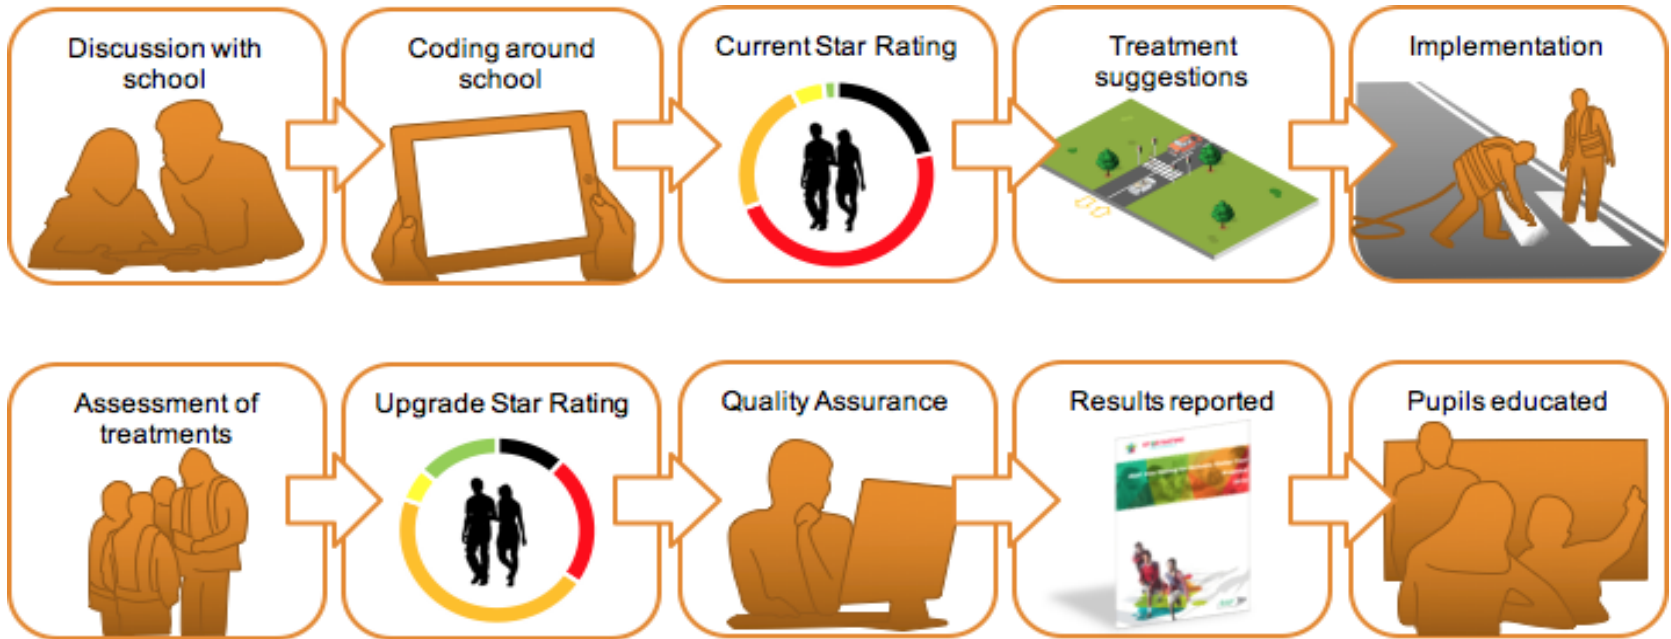 Discussion with
school
Coding around
school
Current Star Rating
Treatment
suggestions
Implementation
Assessment of
treatments
Upgrade Star Rating
Quality Assurance
Results reported
Pupils educated